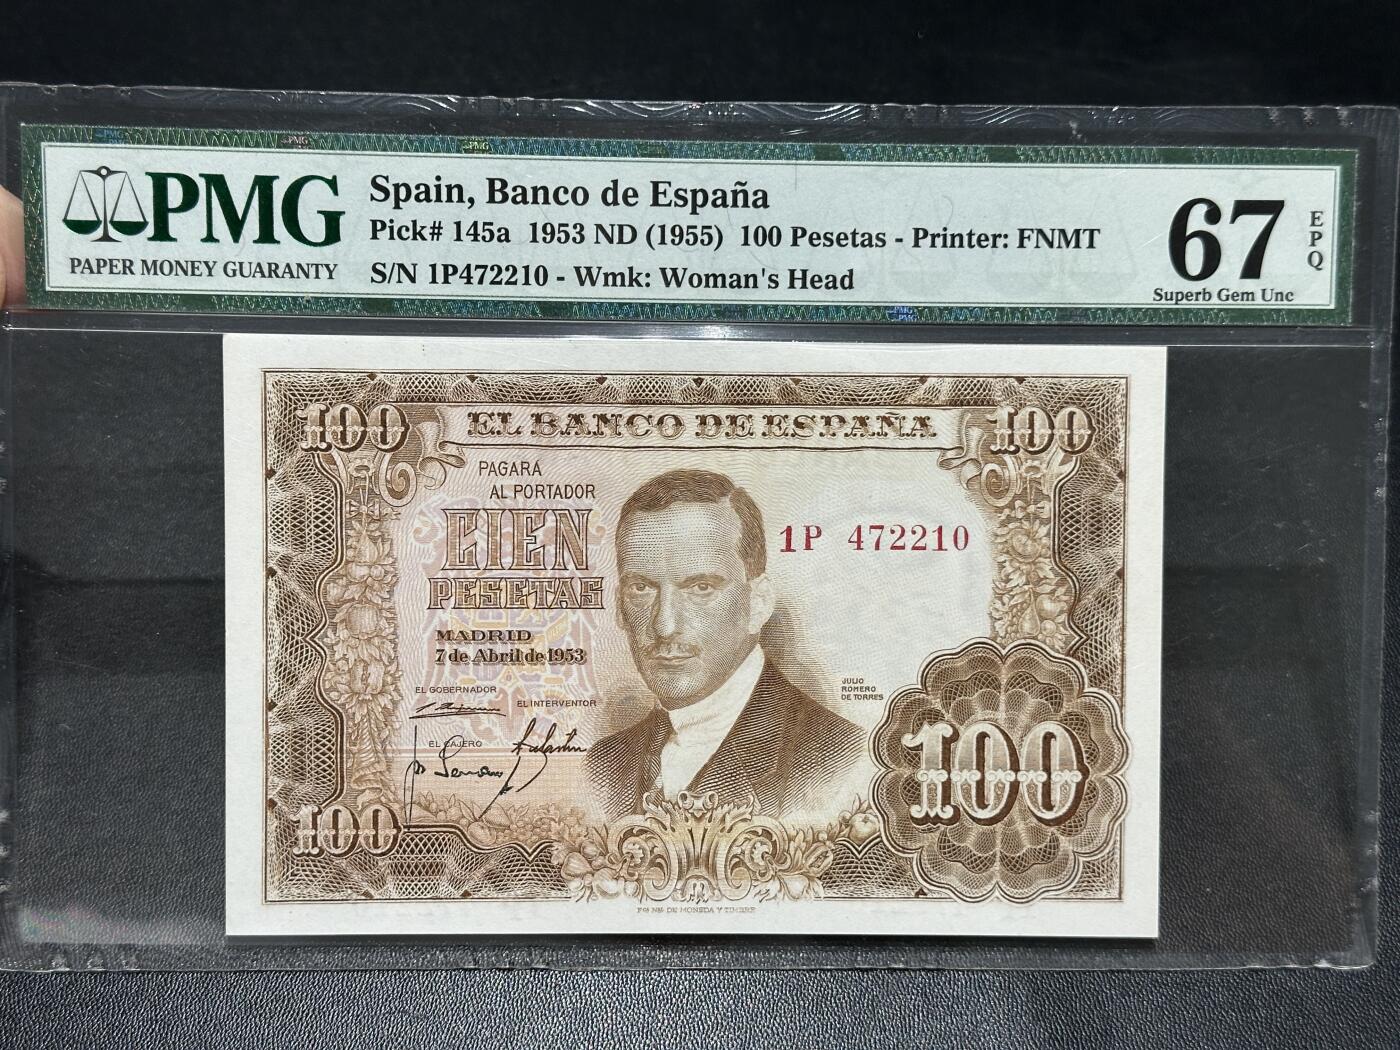 PMG
PAPER MONEY GUARANTY
Spain, Banco de España
Pick# 145a 1953 ND (1955) 100 Pesetas - Printer: FNMT
S/N 1P472210 - Wmk: Woman's Head
67
EPQ
Superb Gem Unc
100
EL BANCO DE ESPAÑA
100
PAGARÁ
AL PORTADOR
CIEN
PESETAS
1P 472210
MADRID
7 de Abril de 1953
EL GOBERNADOR
EL INTERVENTOR
EL CAJERO
JULIO
ROMERO
DE TORRES
100
100